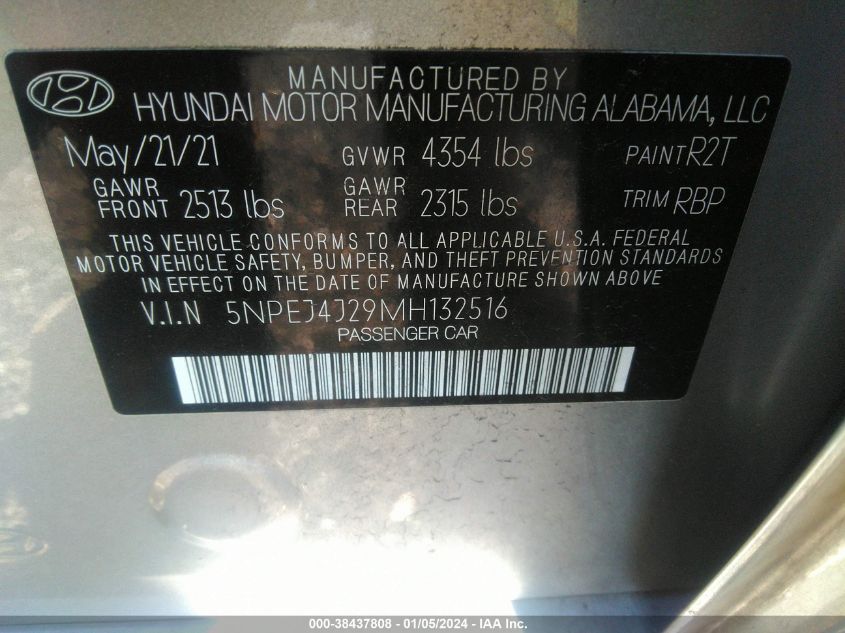 MANUFACTURED BY
HYUNDAI MOTOR MANUFACTURING ALABAMA, LLC
May/21/21 GVWR 4354 lbs PAINT R2T
GAWR FRONT 2513 lbs GAWR REAR 2315 lbs TRIM RBP
THIS VEHICLE CONFORMS TO ALL APPLICABLE U.S.A. FEDERAL
MOTOR VEHICLE SAFETY, BUMPER, AND THEFT PREVENTION STANDARDS
IN EFFECT ON THE DATE OF MANUFACTURE SHOWN ABOVE
V.I.N 5NPEJ4J29MH132516
PASSENGER CAR
000-38437808 - 01/05/2024 - IAA Inc.